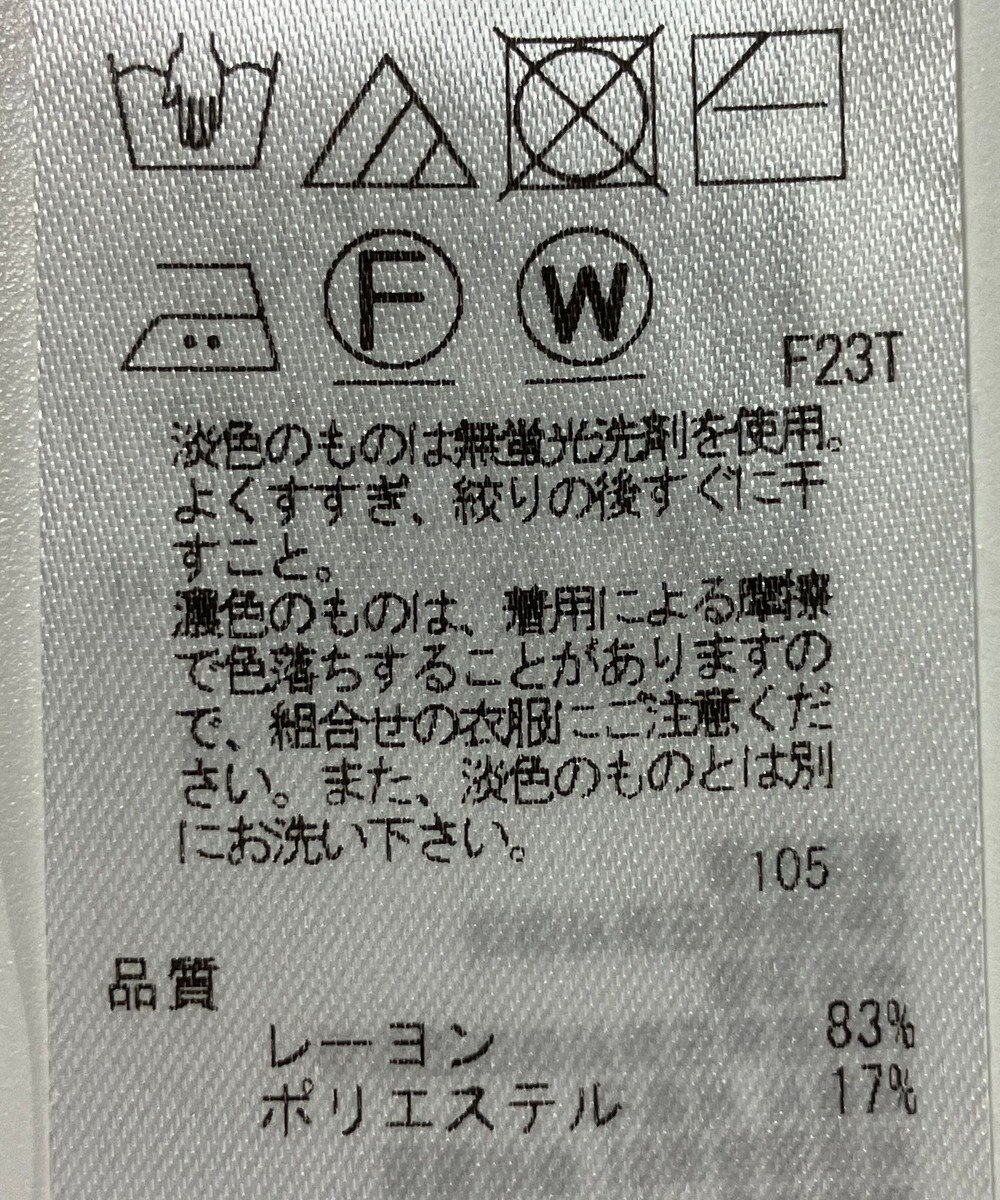 F
W
F23T
淡色のものは無蛍光洗剤を使用。
よくすすぎ、絞りの後すぐに干
すこと。
濃色のものは、着用による摩擦
で色落ちすることがありますの
で、組合せの衣服にご注意くだ
さい。また、淡色のものとは別
にお洗い下さい。
105
品質
レーヨン 83%
ポリエステル 17%